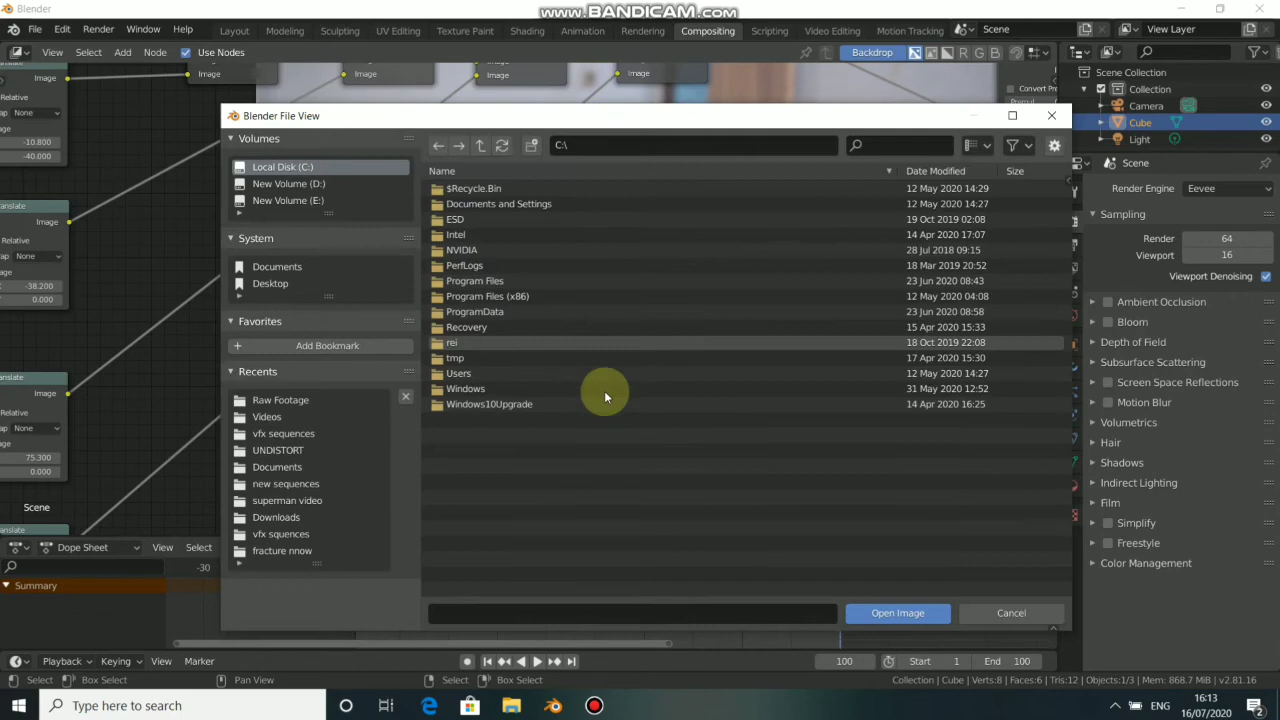 Blender
www.BANDICAM.com
File Edit Render Window Help Layout Modeling Sculpting UV Editing Texture Paint Shading Animation Rendering Compositing Scripting Video Editing Motion Tracking Scene View Layer
View Select Add Node Use Nodes Backdrop R G B
Image Image Image Image Image Image
Relative
None
-10.800
-40.000
Image
Relative
None
-38.200
0.000
Image
Relative
None
75.300
0.000
Scene
Convert Pre
Blender File View
Volumes
Local Disk (C:)
New Volume (D:)
New Volume (E:)
System
Documents
Desktop
Favorites
Add Bookmark
Recents
Raw Footage
Videos
vfx sequences
UNDISTORT
Documents
new sequences
superman video
Downloads
vfx squences
fracture nnow
C:\
Name Date Modified Size
$Recycle.Bin 12 May 2020 14:29
Documents and Settings 12 May 2020 14:27
ESD 19 Oct 2019 02:08
Intel 14 Apr 2020 17:07
NVIDIA 28 Jul 2018 09:15
PerfLogs 18 Mar 2019 20:52
Program Files 23 Jun 2020 08:43
Program Files (x86) 12 May 2020 04:08
ProgramData 23 Jun 2020 08:58
Recovery 15 Apr 2020 15:33
rei 18 Oct 2019 22:08
tmp 17 Apr 2020 15:30
Users 12 May 2020 14:27
Windows 31 May 2020 12:52
Windows10Upgrade 14 Apr 2020 16:25
Open Image Cancel
Scene Collection
Collection
Camera
Cube
Light
Scene
Render Engine Eevee
Sampling
Render 64
Viewport 16
Viewport Denoising
Ambient Occlusion
Bloom
Depth of Field
Subsurface Scattering
Screen Space Reflections
Motion Blur
Volumetrics
Hair
Shadows
Indirect Lighting
Film
Simplify
Freestyle
Color Management
Dope Sheet View Select
-30
Summary
Playback Keying View Marker 100 Start 1 End 100
Select Box Select Pan View Select Box Select Collection | Cube | Verts:8 | Faces:6 | Tris:12 | Objects:1/3 | Mem: 868.7 MiB | v2.81.16
Type here to search ENG 16:13
16/07/2020 2